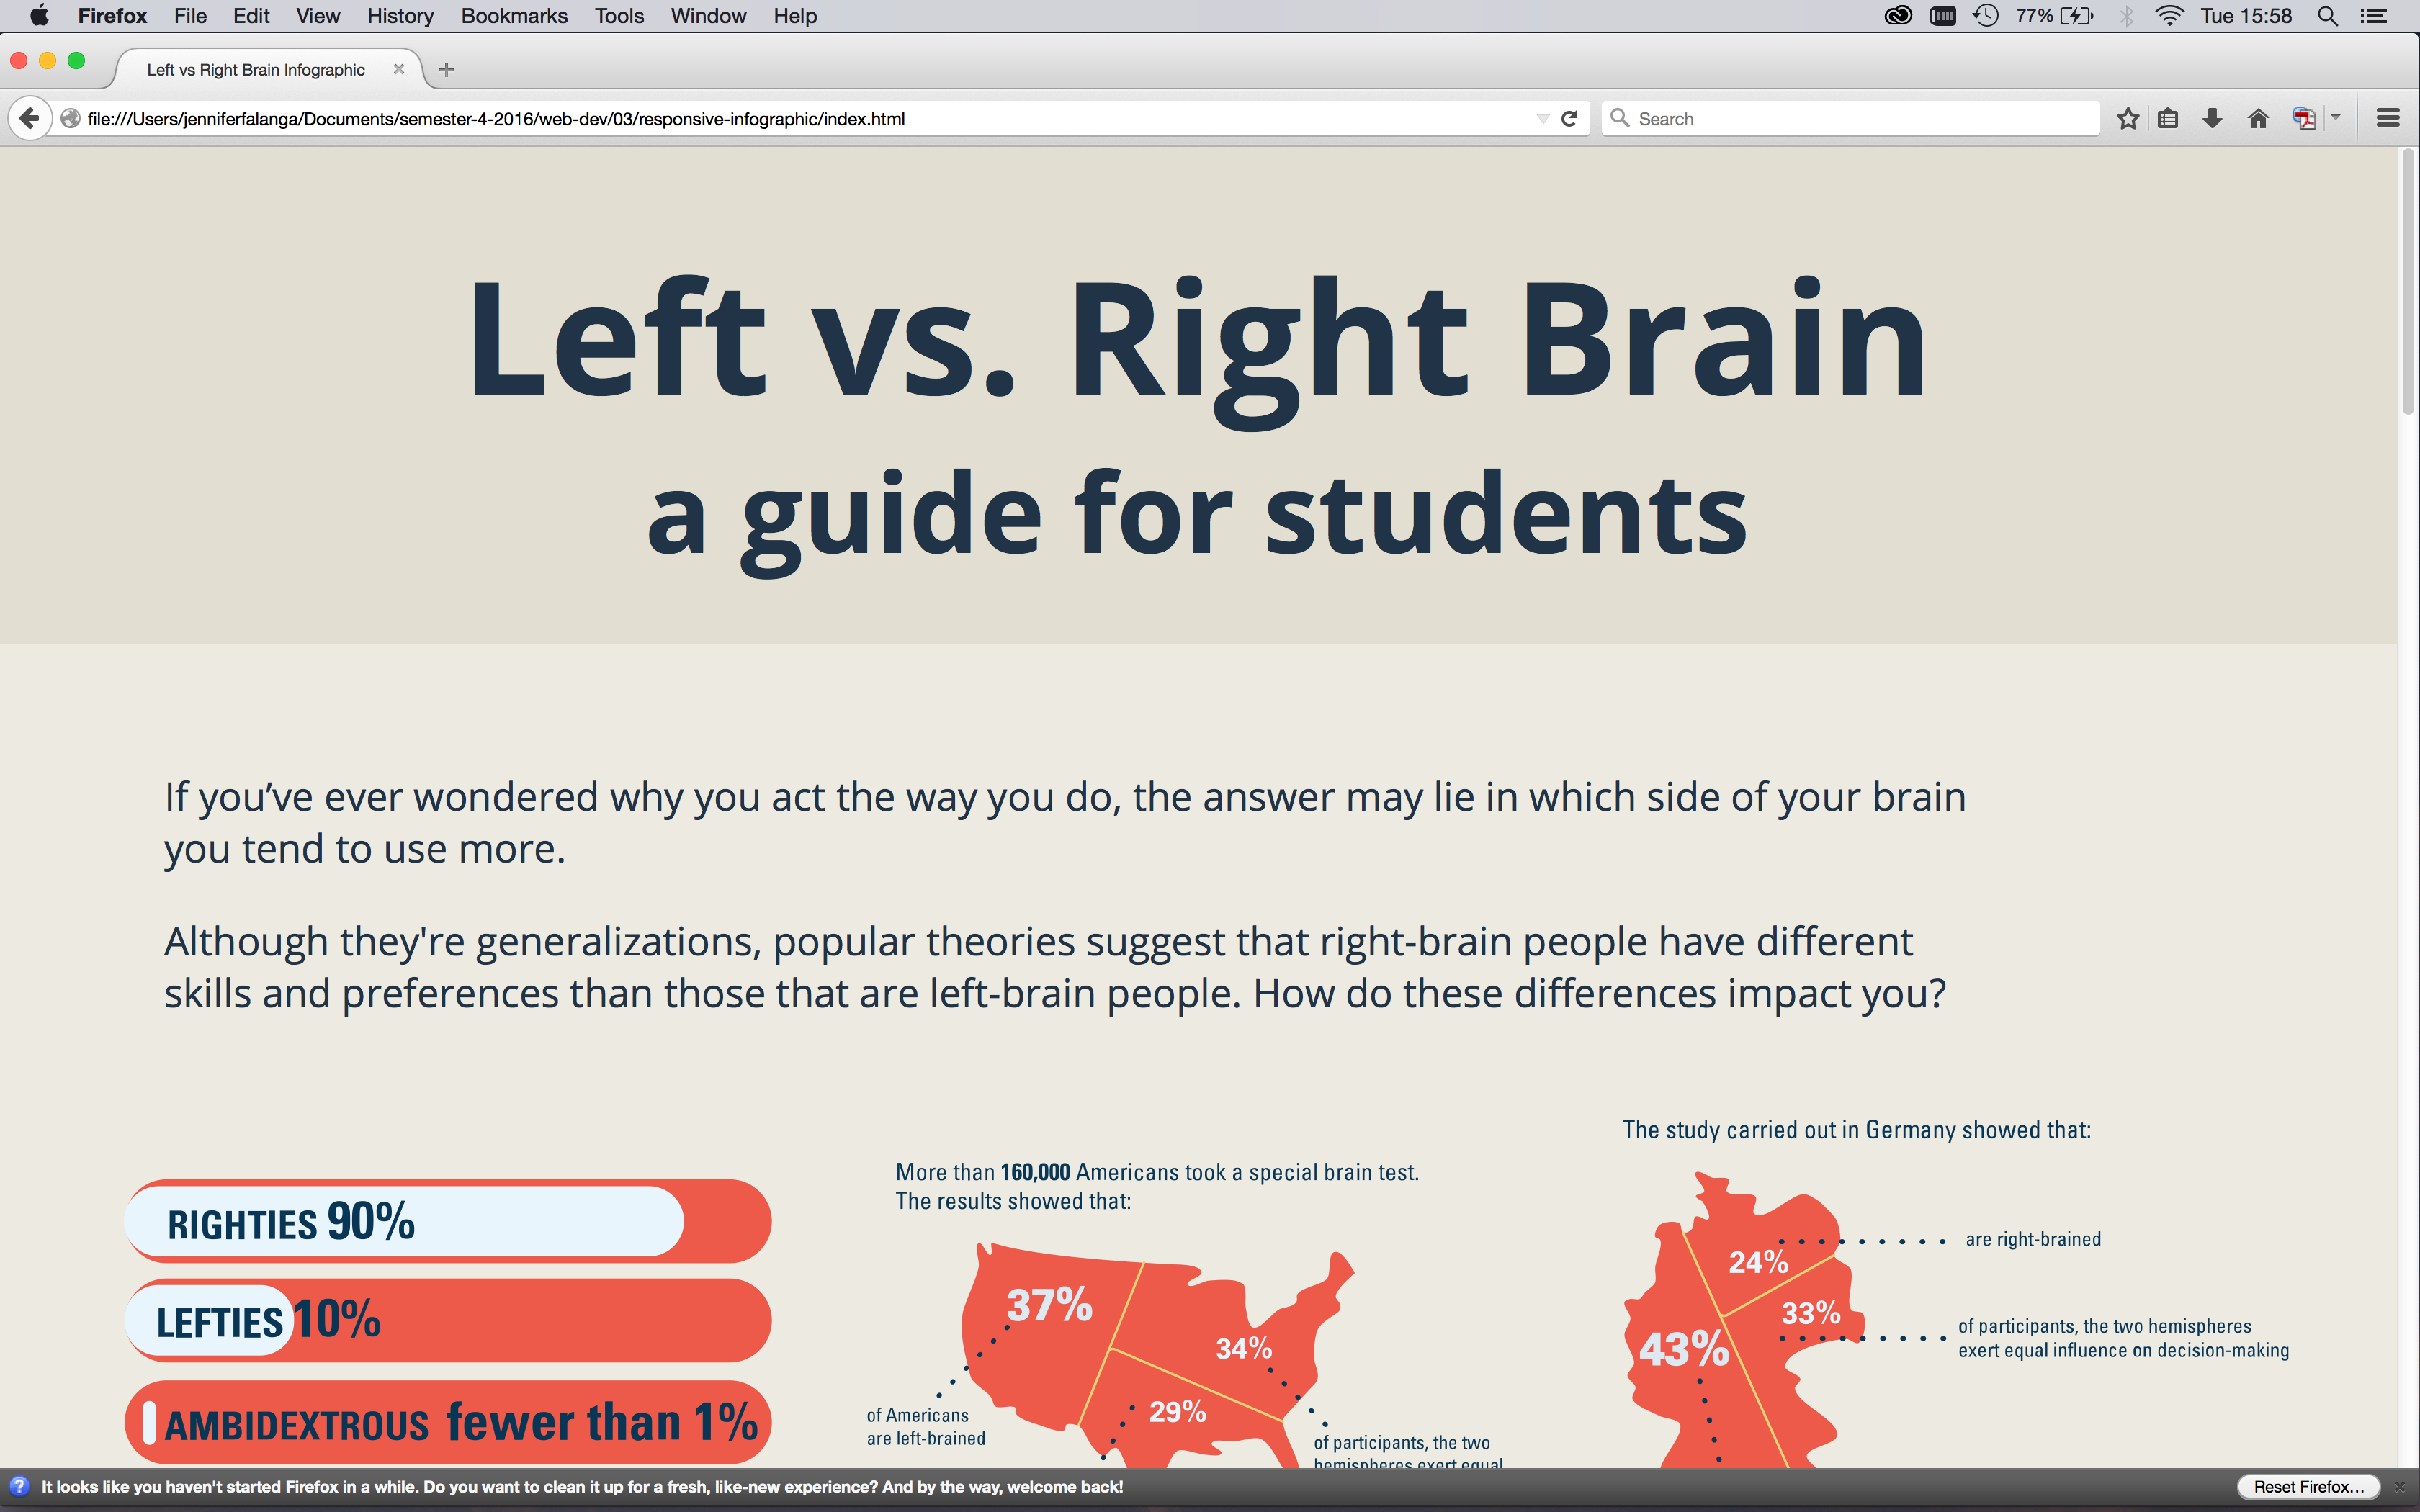 Firefox File Edit View History Bookmarks Tools Window Help 77% Tue 15:58
Left vs Right Brain Infographic
file:///Users/jenniferfalanga/Documents/semester-4-2016/web-dev/03/responsive-infographic/index.html
Search
Left vs. Right Brain
a guide for students
If you’ve ever wondered why you act the way you do, the answer may lie in which side of your brain
you tend to use more.
Although they're generalizations, popular theories suggest that right-brain people have different
skills and preferences than those that are left-brain people. How do these differences impact you?
RIGHTIES 90%
LEFTIES 10%
AMBIDEXTROUS fewer than 1%
More than 160,000 Americans took a special brain test.
The results showed that:
37%
34%
29%
of Americans
are left-brained
of participants, the two
hemispheres exert equal
The study carried out in Germany showed that:
24%
are right-brained
33%
of participants, the two hemispheres
exert equal influence on decision-making
43%
It looks like you haven't started Firefox in a while. Do you want to clean it up for a fresh, like-new experience? And by the way, welcome back!
Reset Firefox...